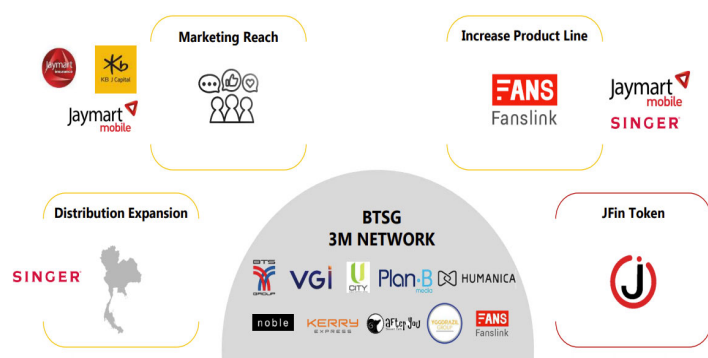 Marketing Reach
Jaymart
KB J Capital
Jaymart
mobile
Increase Product Line
FANS
Fanslink
Jaymart
mobile
SINGER
Distribution Expansion
SINGER
BTSG
3M NETWORK
BTS
GROUP
VGi
U
CITY
Plan B
media
HUMANICA
noble
KERRY
EXPRESS
after you
FANS
Fanslink
JFin Token
J